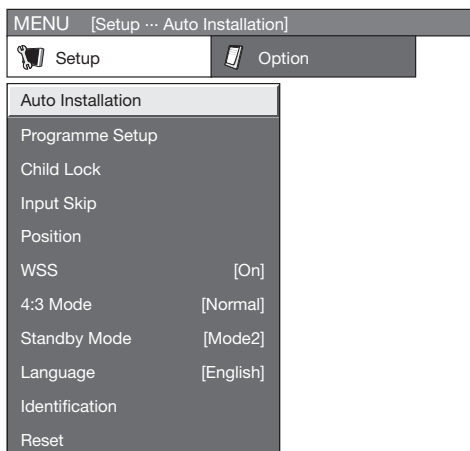 MENU [Setup ··· Auto Installation]
Setup Option
Auto Installation
Programme Setup
Child Lock
Input Skip
Position
WSS [On]
4:3 Mode [Normal]
Standby Mode [Mode2]
Language [English]
Identification
Reset